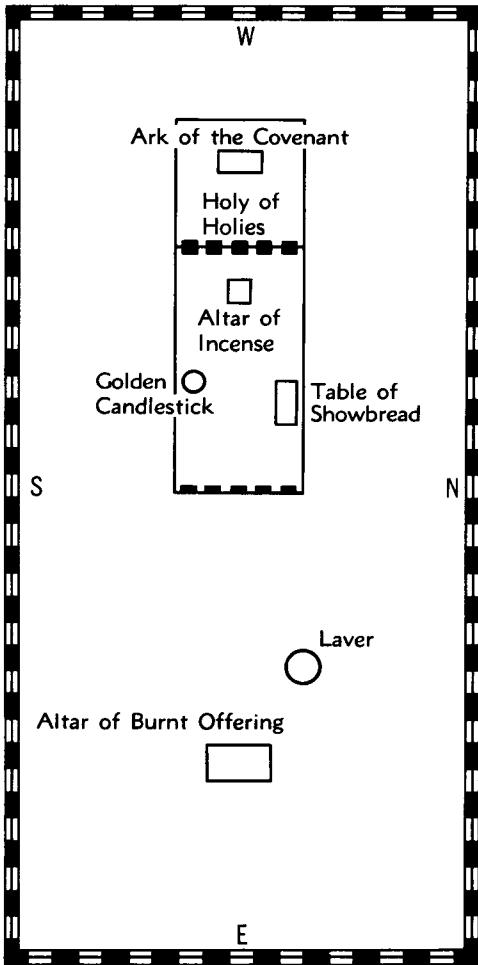 W
Ark of the Covenant
Holy of
Holies
Altar of
Incense
Golden
Candlestick
Table of
Showbread
S
N
Laver
Altar of Burnt Offering
E